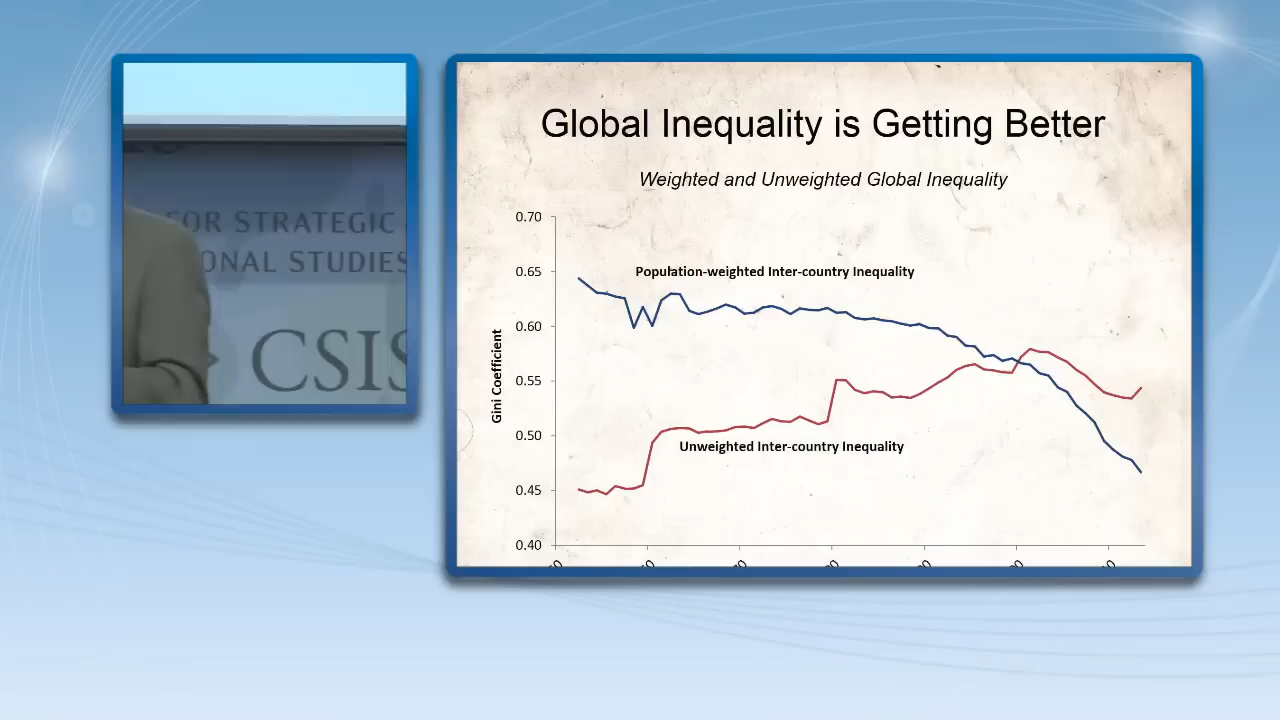 FOR STRATEGIC
ONAL STUDIES
CSIS
Global Inequality is Getting Better
Weighted and Unweighted Global Inequality
0.70
0.65
Population-weighted Inter-country Inequality
0.60
0.55
Gini Coefficient
0.50
Unweighted Inter-country Inequality
0.45
0.40